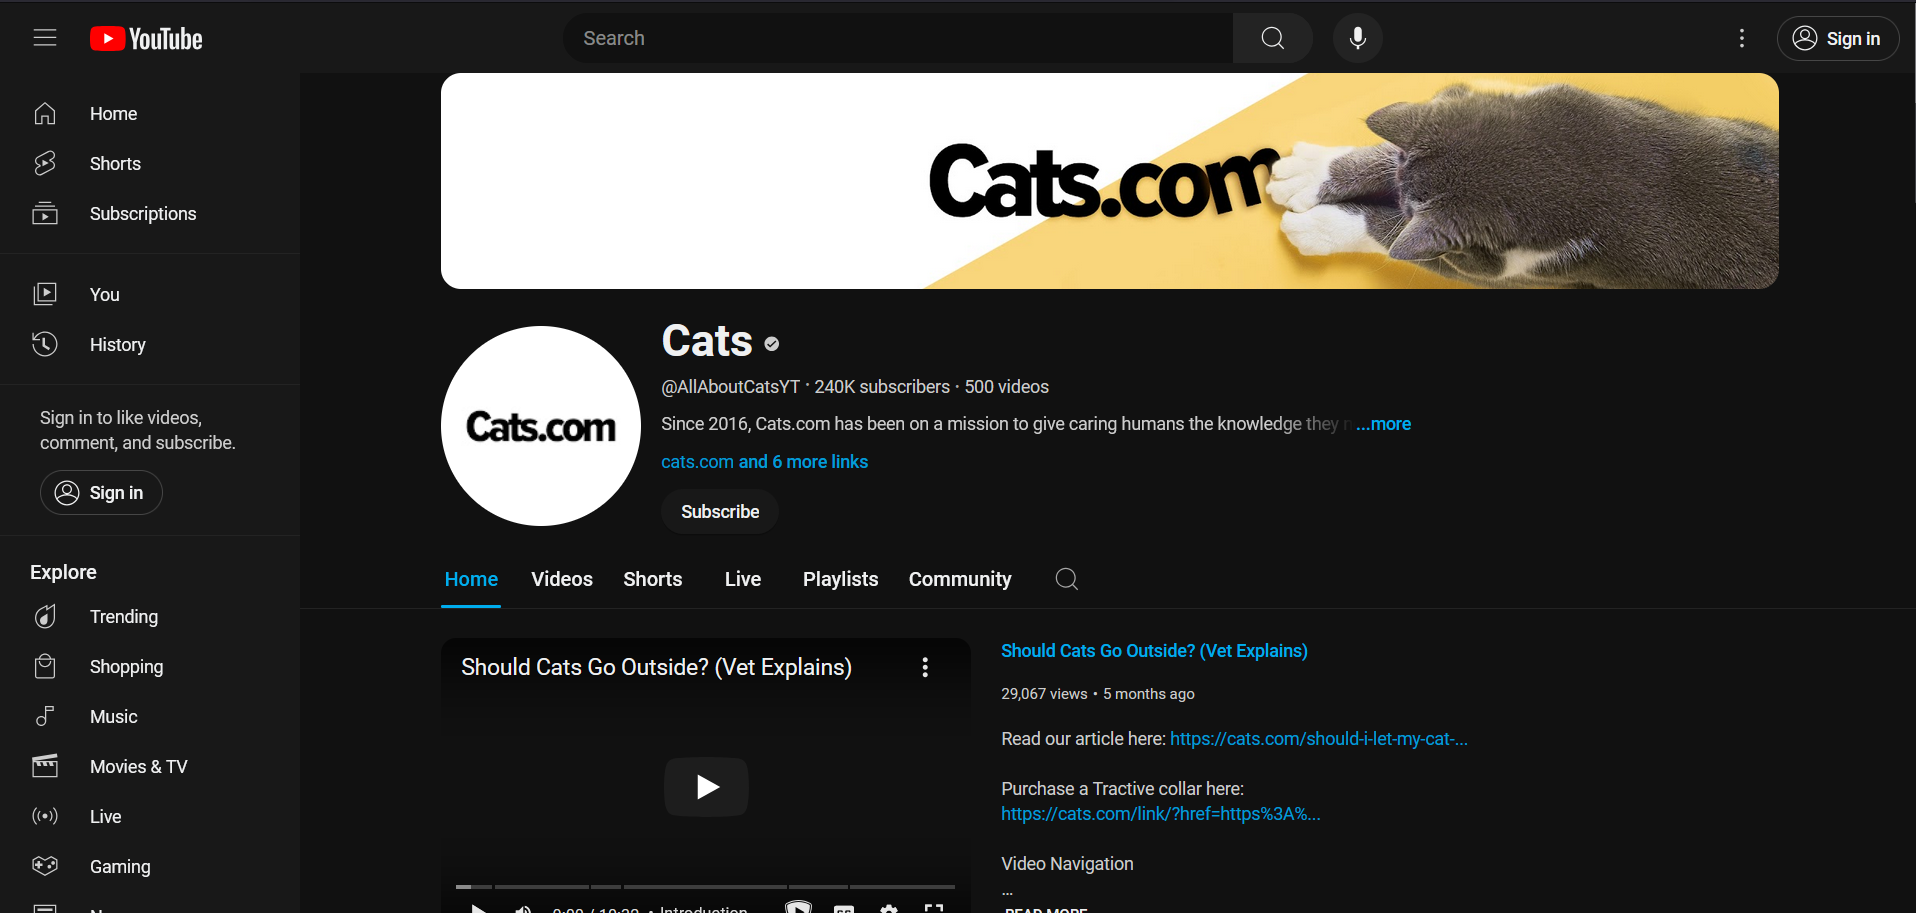 YouTube
Search
Sign in
Home
Shorts
Subscriptions
You
History
Sign in to like videos,
comment, and subscribe.
Sign in
Explore
Trending
Shopping
Music
Movies & TV
Live
Gaming
Cats.com
Cats.com
Cats
@AllAboutCatsYT · 240K subscribers · 500 videos
Since 2016, Cats.com has been on a mission to give caring humans the knowledge they ...more
cats.com and 6 more links
Subscribe
Home Videos Shorts Live Playlists Community
Should Cats Go Outside? (Vet Explains)
Introduction
Should Cats Go Outside? (Vet Explains)
29,067 views • 5 months ago
Read our article here: https://cats.com/should-i-let-my-cat-...
Purchase a Tractive collar here:
https://cats.com/link/?href=https%3A%...
Video Navigation
...
READ MORE